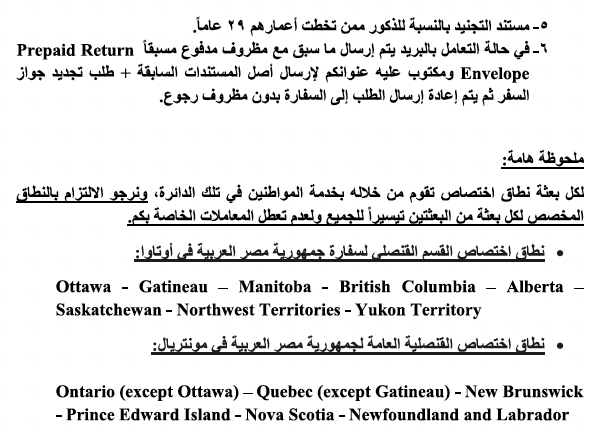 ٥- مستند التجنيد بالنسبة للذكور ممن تخطت أعمارهم ٢٩ عاماً.
٦- في حالة التعامل بالبريد يتم إرسال ما سبق مع مظروف مدفوع مسبقاً Prepaid Return
Envelope ومكتوب عليه عنوانكم لإرسال أصل المستندات السابقة + طلب تجديد جواز
السفر ثم يتم إعادة إرسال الطلب إلى السفارة بدون مظروف رجوع.
ملحوظة هامة:
لكل بعثة نطاق اختصاص تقوم من خلاله بخدمة المواطنين في تلك الدائرة، ونرجو الالتزام بالنطاق
المخصص لكل بعثة من البعثتين تيسيراً للجميع ولعدم تعطل المعاملات الخاصة بكم.
• نطاق اختصاص القسم القنصلي لسفارة جمهورية مصر العربية في أوتاوا:
Ottawa - Gatineau – Manitoba - British Columbia – Alberta –
Saskatchewan - Northwest Territories - Yukon Territory
• نطاق اختصاص القنصلية العامة لجمهورية مصر العربية في مونتريال:
Ontario (except Ottawa) – Quebec (except Gatineau) - New Brunswick
- Prince Edward Island - Nova Scotia - Newfoundland and Labrador